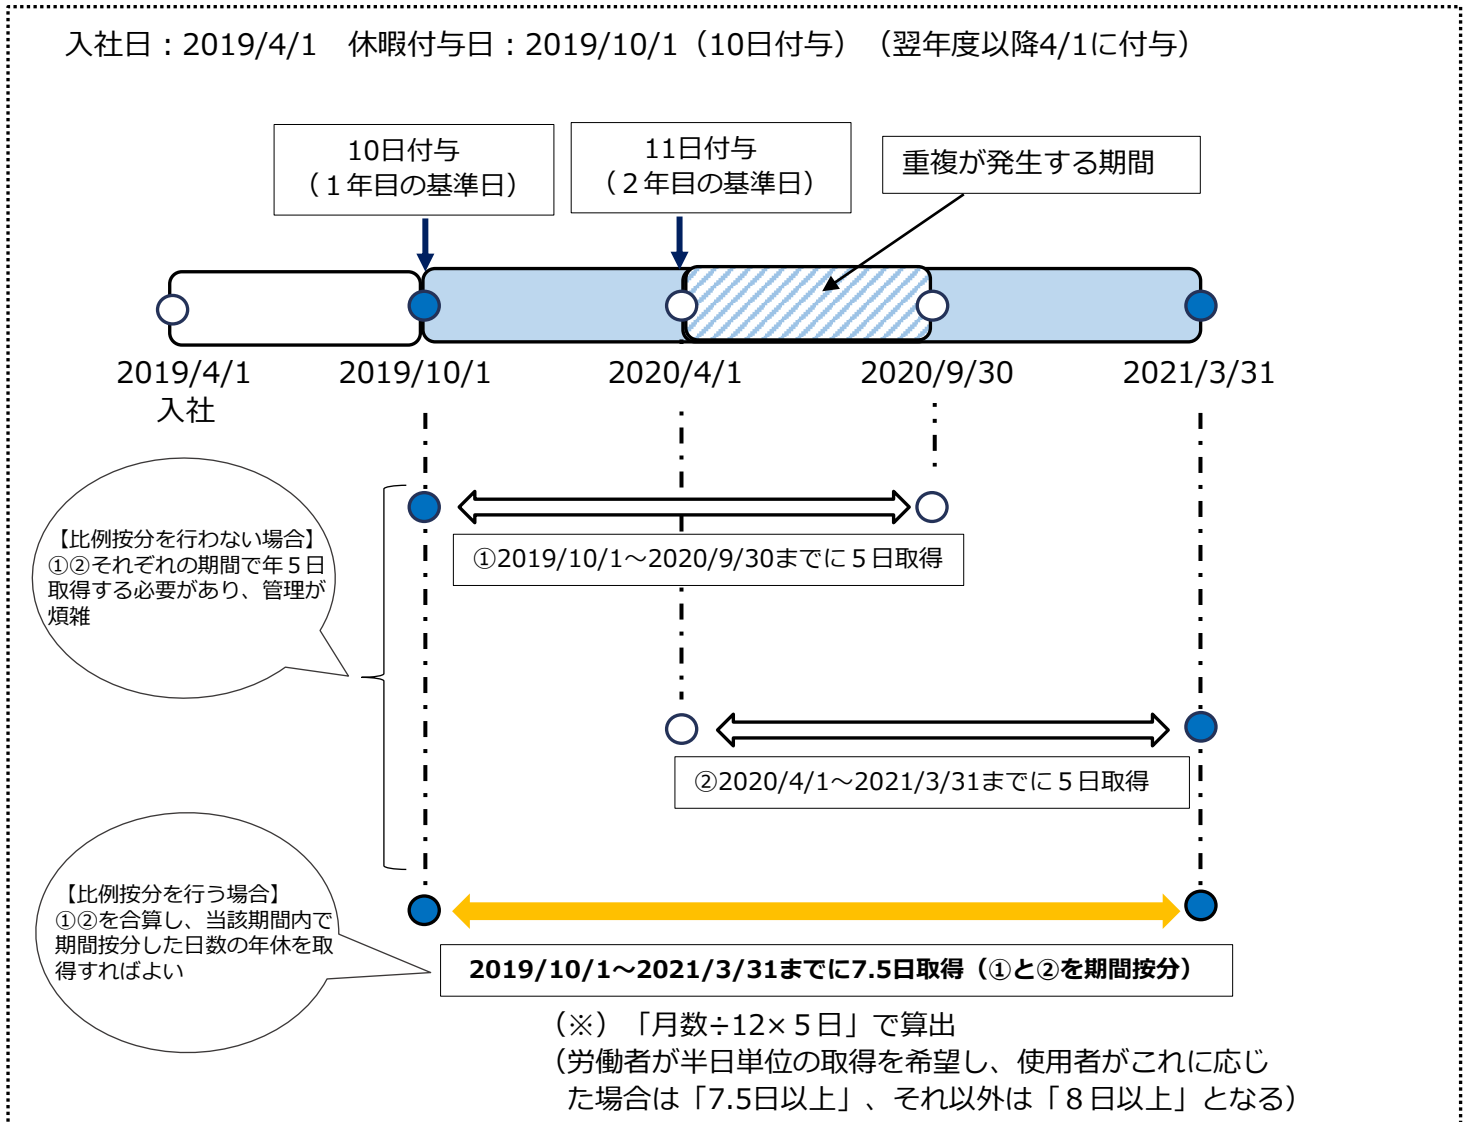 入社日：2019/4/1　休暇付与日：2019/10/1（10日付与）（翌年度以降4/1に付与）
10日付与
（１年目の基準日）
11日付与
（２年目の基準日）
重複が発生する期間
2019/4/1
入社
2019/10/1
2020/4/1
2020/9/30
2021/3/31
【比例按分を行わない場合】
①②それぞれの期間で年５日
取得する必要があり、管理が
煩雑
①2019/10/1～2020/9/30までに５日取得
②2020/4/1～2021/3/31までに５日取得
【比例按分を行う場合】
①②を合算し、当該期間内で
期間按分した日数の年休を取
得すればよい
2019/10/1～2021/3/31までに7.5日取得（①と②を期間按分）
（※）「月数÷12×５日」で算出
（労働者が半日単位の取得を希望し、使用者がこれに応じ
た場合は「7.5日以上」、それ以外は「８日以上」となる）